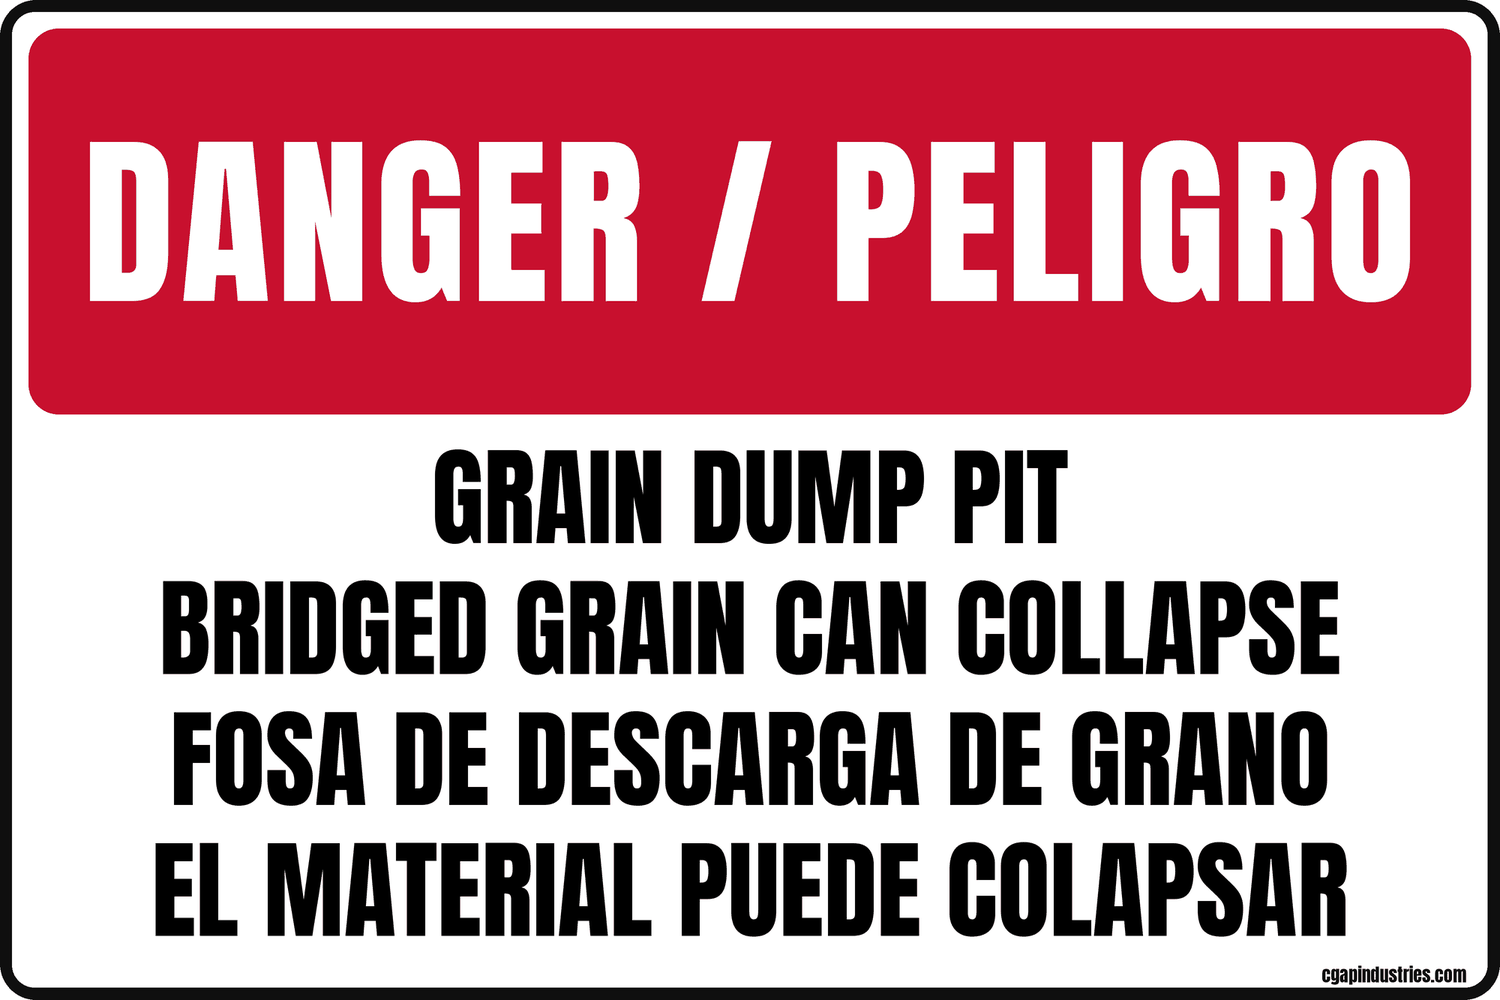 DANGER / PELIGRO
GRAIN DUMP PIT
BRIDGED GRAIN CAN COLLAPSE
FOSA DE DESCARGA DE GRANO
EL MATERIAL PUEDE COLAPSAR
cgapindustries.com